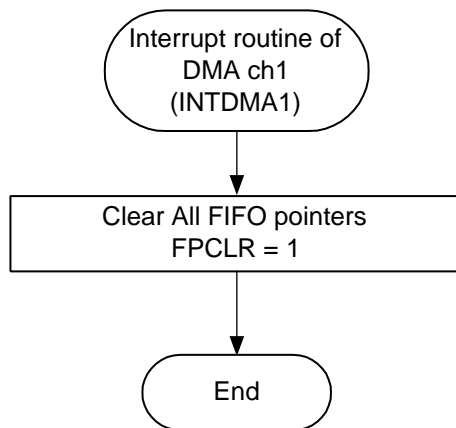 Interrupt routine of
DMA ch1
(INTDMA1)
Clear All FIFO pointers
FPCLR = 1
End